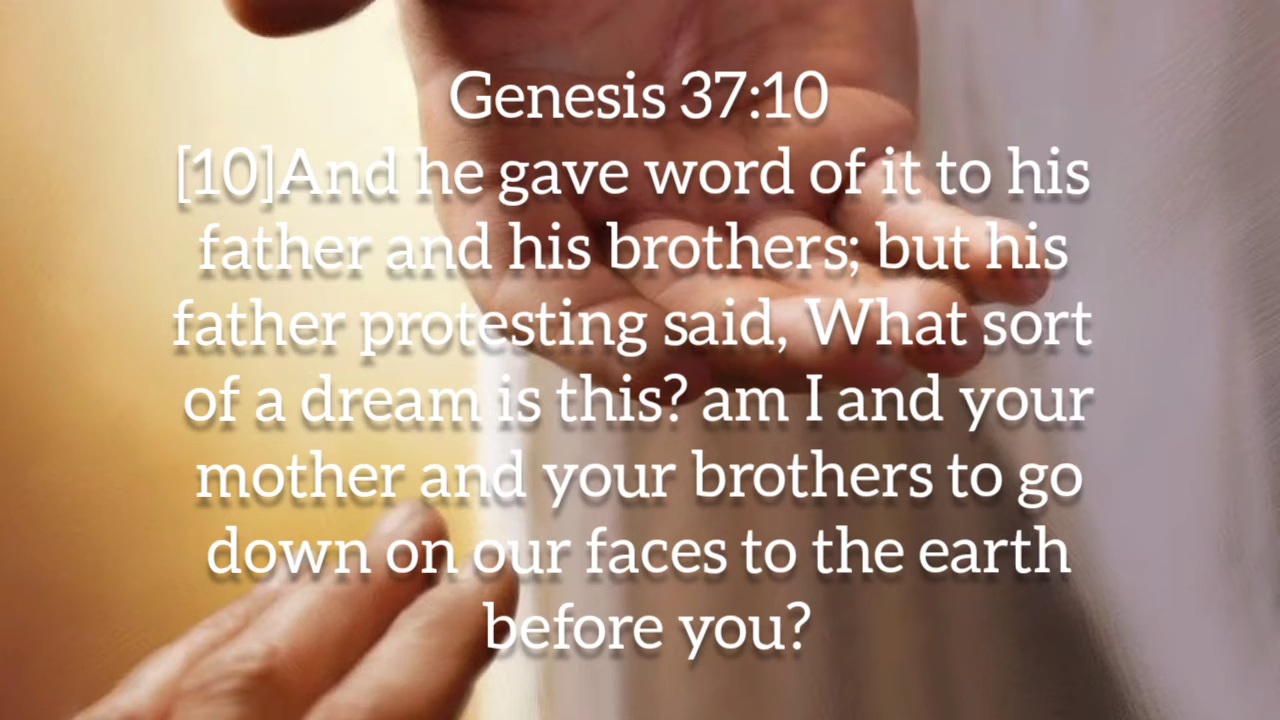 Genesis 37:10
[10]And he gave word of it to his
father and his brothers; but his
father protesting said, What sort
of a dream is this? am I and your
mother and your brothers to go
down on our faces to the earth
before you?